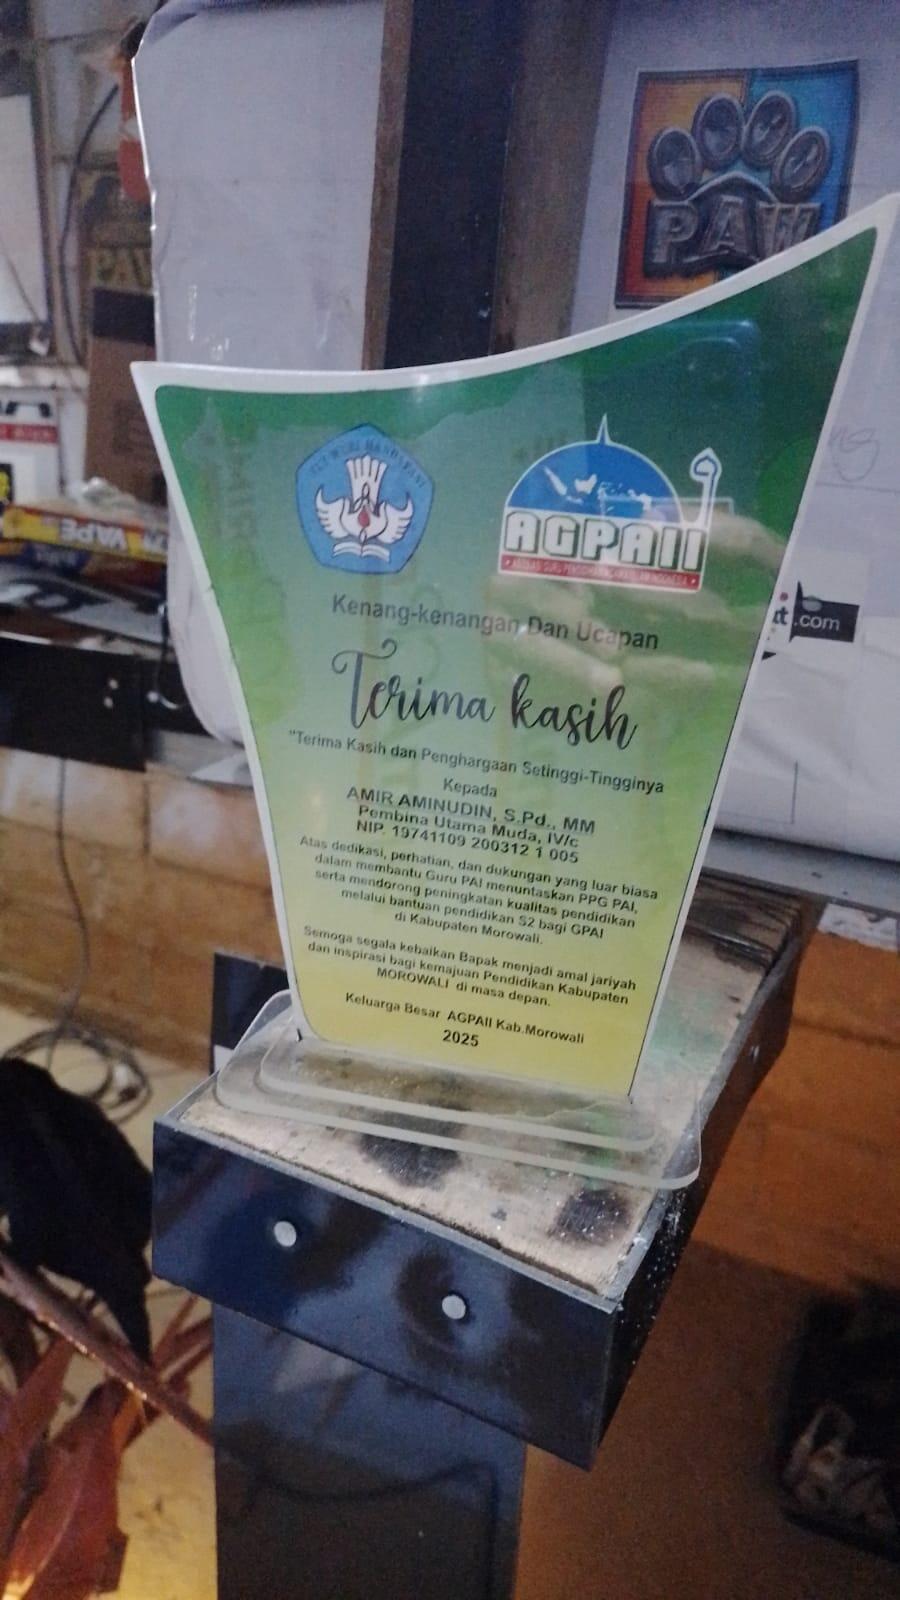 PAW
TUT WURI HANDAYANI
AGPAII
VAPE
.com
Kenang-kenangan Dan Ucapan
Terima kasih
"Terima Kasih dan Penghargaan Setinggi-Tingginya
Kepada
AMIR AMINUDIN, S.Pd., MM
Pembina Utama Muda, IV/c
NIP. 19741109 200312 1 005
Atas dedikasi, perhatian, dan dukungan yang luar biasa
dalam membantu Guru PAI menuntaskan PPG PAI,
serta mendorong peningkatan kualitas pendidikan
melalui bantuan pendidikan S2 bagi GPAI
di Kabupaten Morowali.
Semoga segala kebaikan Bapak menjadi amal jariyah
dan inspirasi bagi kemajuan Pendidikan Kabupaten
MOROWALI di masa depan.
Keluarga Besar AGPAII Kab.Morowali
2025